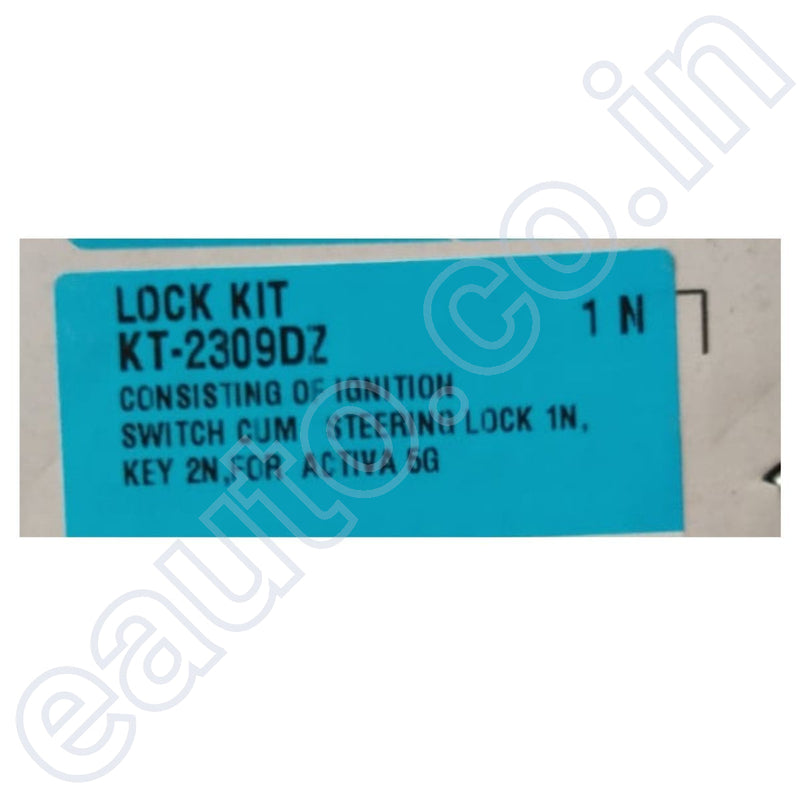 LOCK KIT 1 N
KT-2309DZ
CONSISTING OF IGNITION
SWITCH CUM STEERING LOCK 1N,
KEY 2N,FOR ACTIVA 5G
eauto.co.in